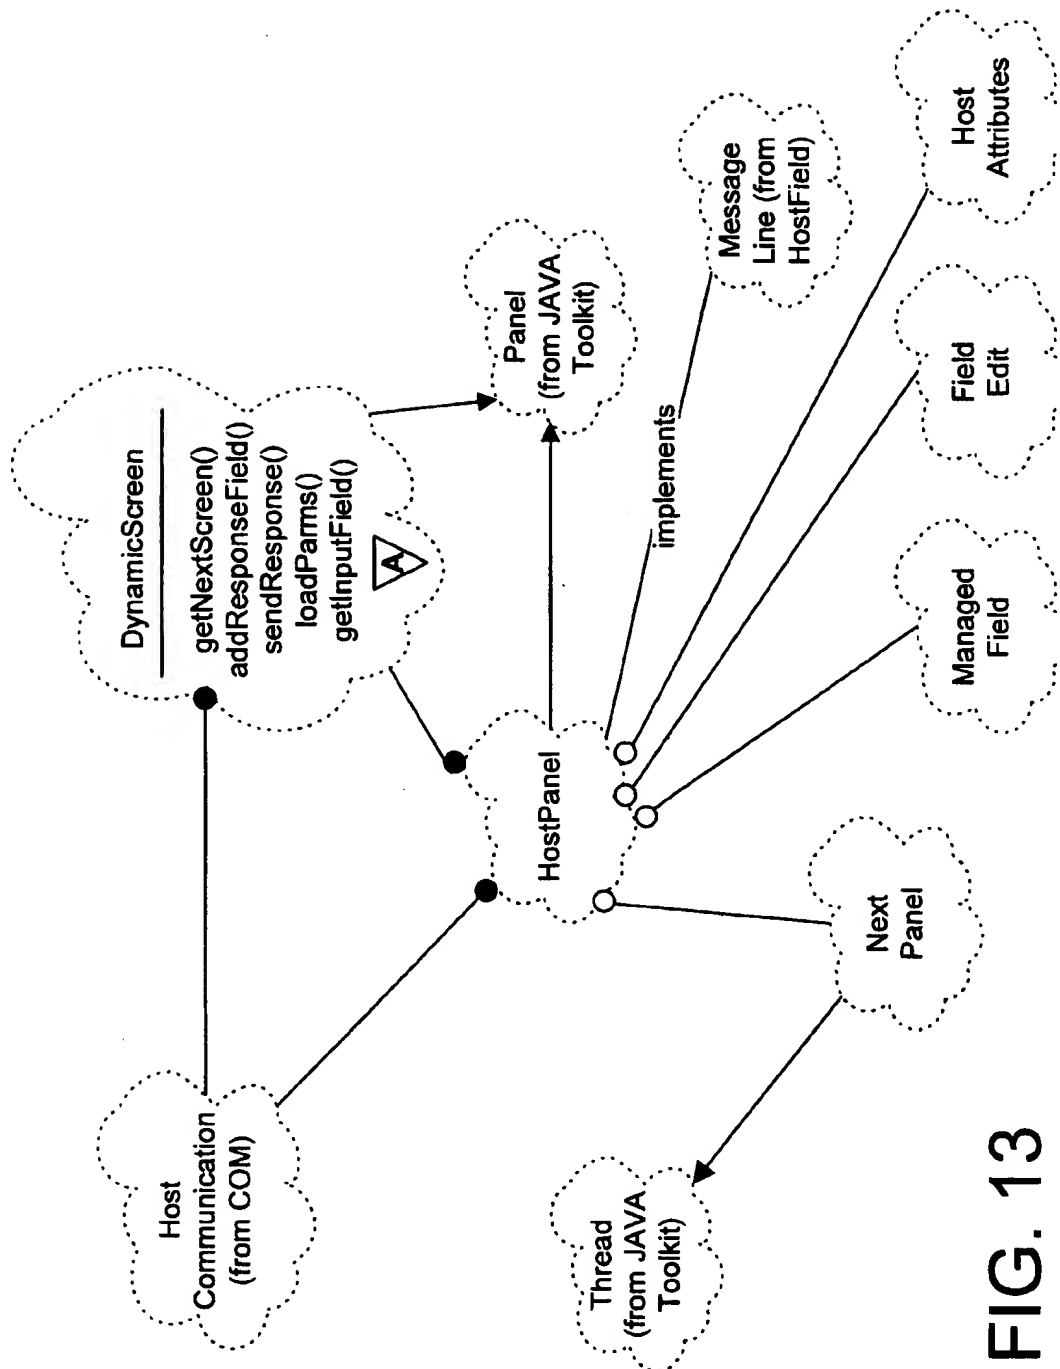 Host
Communication
(from COM)
DynamicScreen
getNextScreen()
addResponseField()
sendResponse()
loadParms()
getInputField()
A
Thread
(from JAVA
Toolkit)
HostPanel
Panel
(from JAVA
Toolkit)
implements
Message
Line (from
HostField)
Next
Panel
Managed
Field
Field
Edit
Host
Attributes
FIG. 13